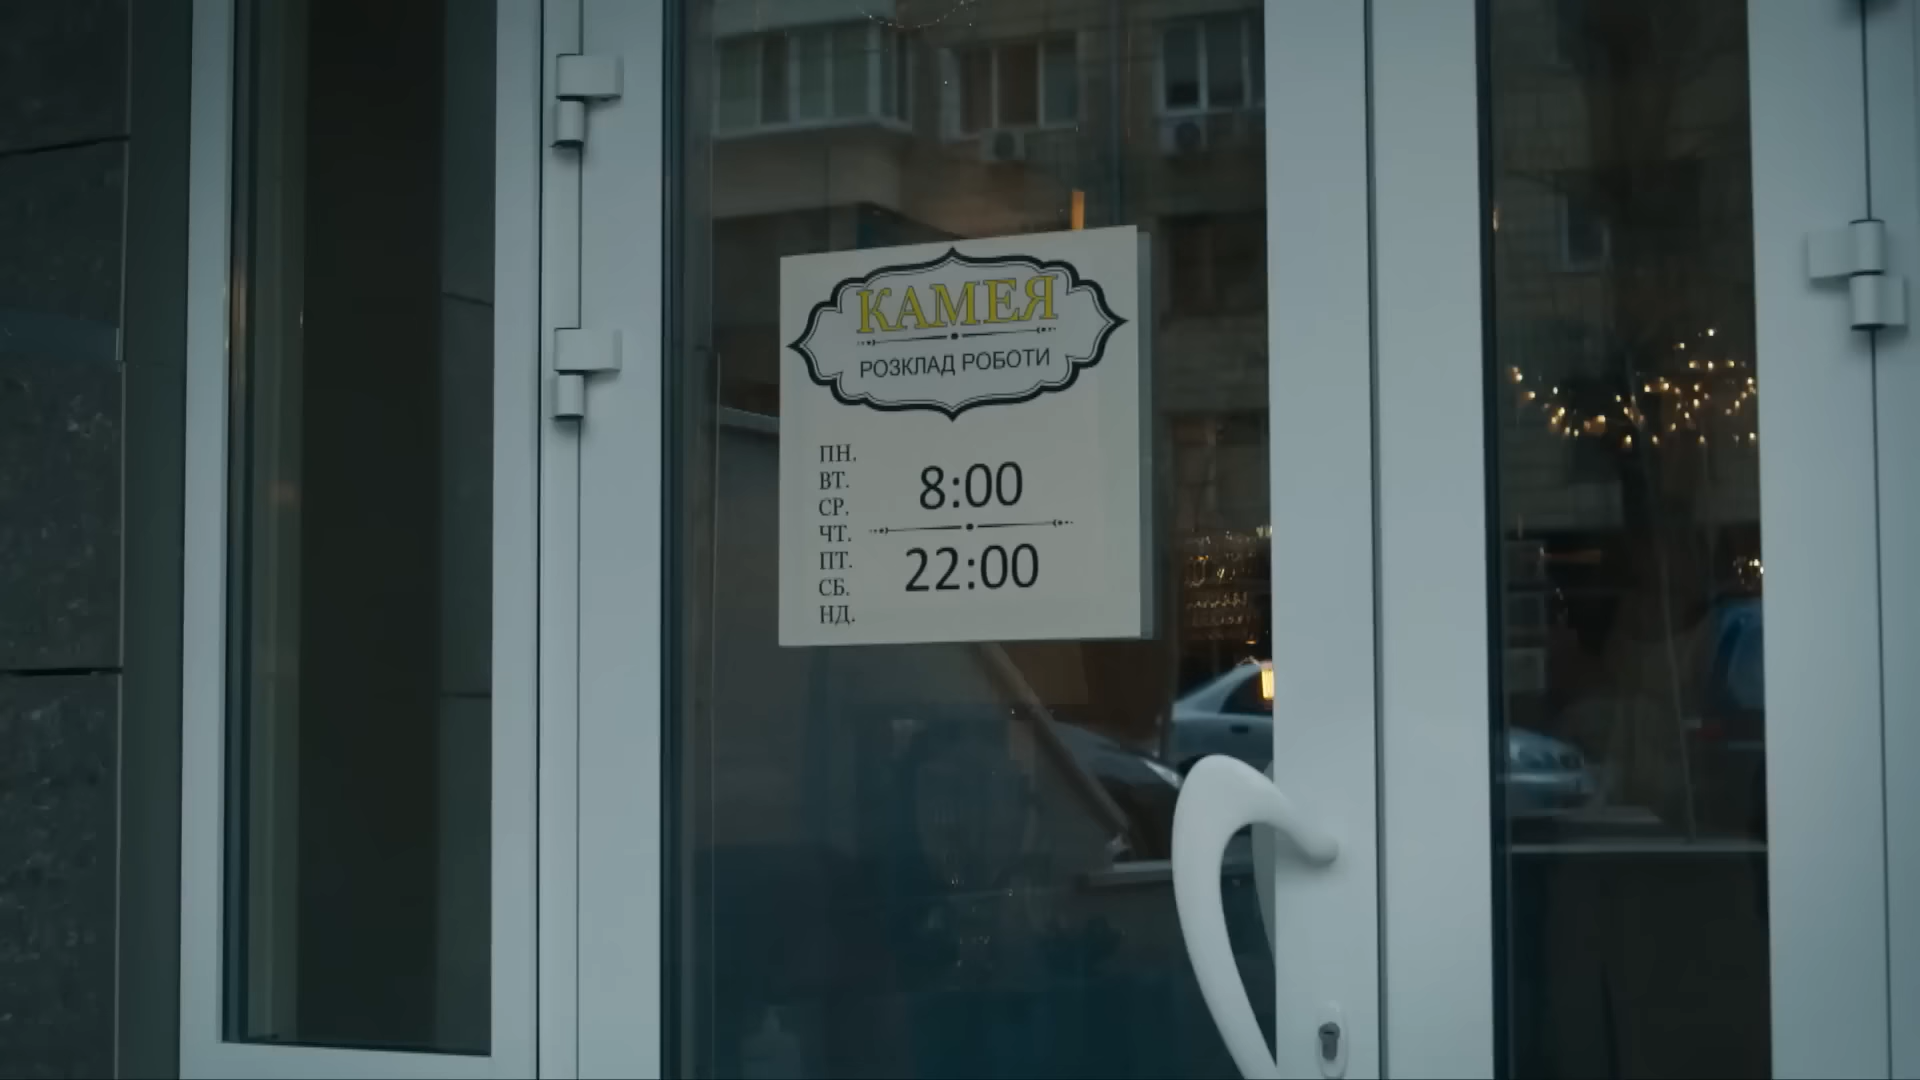 КАМЕЯ
РОЗКЛАД РОБОТИ
ПН.
ВТ.
СР.
ЧТ.
ПТ.
СБ.
НД.
8:00
22:00